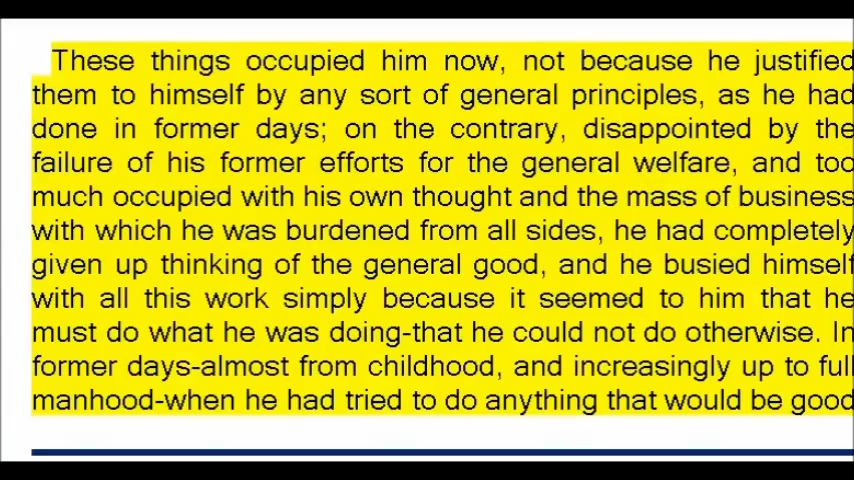 These things occupied him now, not because he justified
them to himself by any sort of general principles, as he had
done in former days; on the contrary, disappointed by the
failure of his former efforts for the general welfare, and too
much occupied with his own thought and the mass of business
with which he was burdened from all sides, he had completely
given up thinking of the general good, and he busied himself
with all this work simply because it seemed to him that he
must do what he was doing-that he could not do otherwise. In
former days-almost from childhood, and increasingly up to full
manhood-when he had tried to do anything that would be good